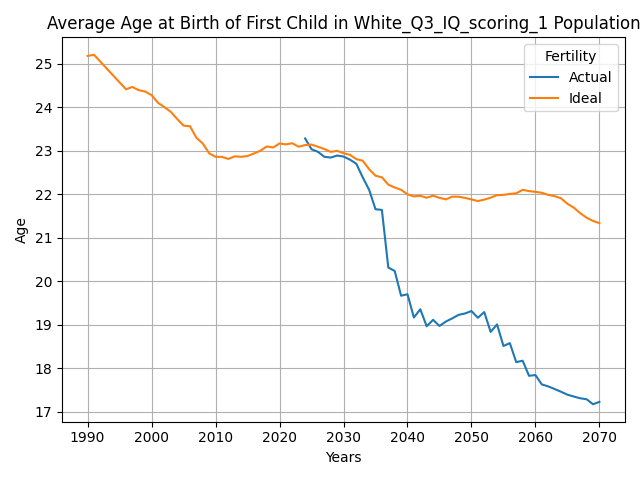 Average Age at Birth of First Child in White_Q3_IQ_scoring_1 Population
Fertility
Actual
Ideal
Age
25
24
23
22
21
20
19
18
17
1990 2000 2010 2020 2030 2040 2050 2060 2070
Years